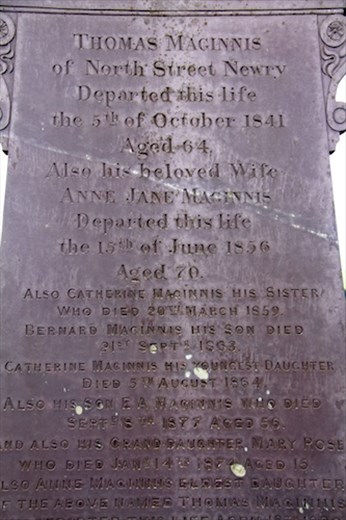 THOMAS MAGINNIS
of North Street Newry
Departed this life
the 5th of October 1841
Aged 64.
Also his beloved Wife
ANNE JANE MAGINNIS
Departed this life
the 15th of June 1856
Aged 70.
ALSO CATHERINE MAGINNIS HIS SISTER
WHO DIED 20TH MARCH 1859.
BERNARD MAGINNIS HIS SON DIED
21ST SEPT 1863.
CATHERINE MAGINNIS HIS YOUNGEST DAUGHTER
DIED 5TH AUGUST 1864.
ALSO HIS SON E. A. MAGINNIS WHO DIED
SEPT 8TH 1877 AGED 56.
AND ALSO HIS GRAND DAUGHTER MARY ROSE
WHO DIED JAN 14TH AGED 15.
ALSO ANNE MAGINNIS ELDEST DAUGHTER
OF THE ABOVE NAMED THOMAS MAGINNIS
DEPARTED THIS LIFE